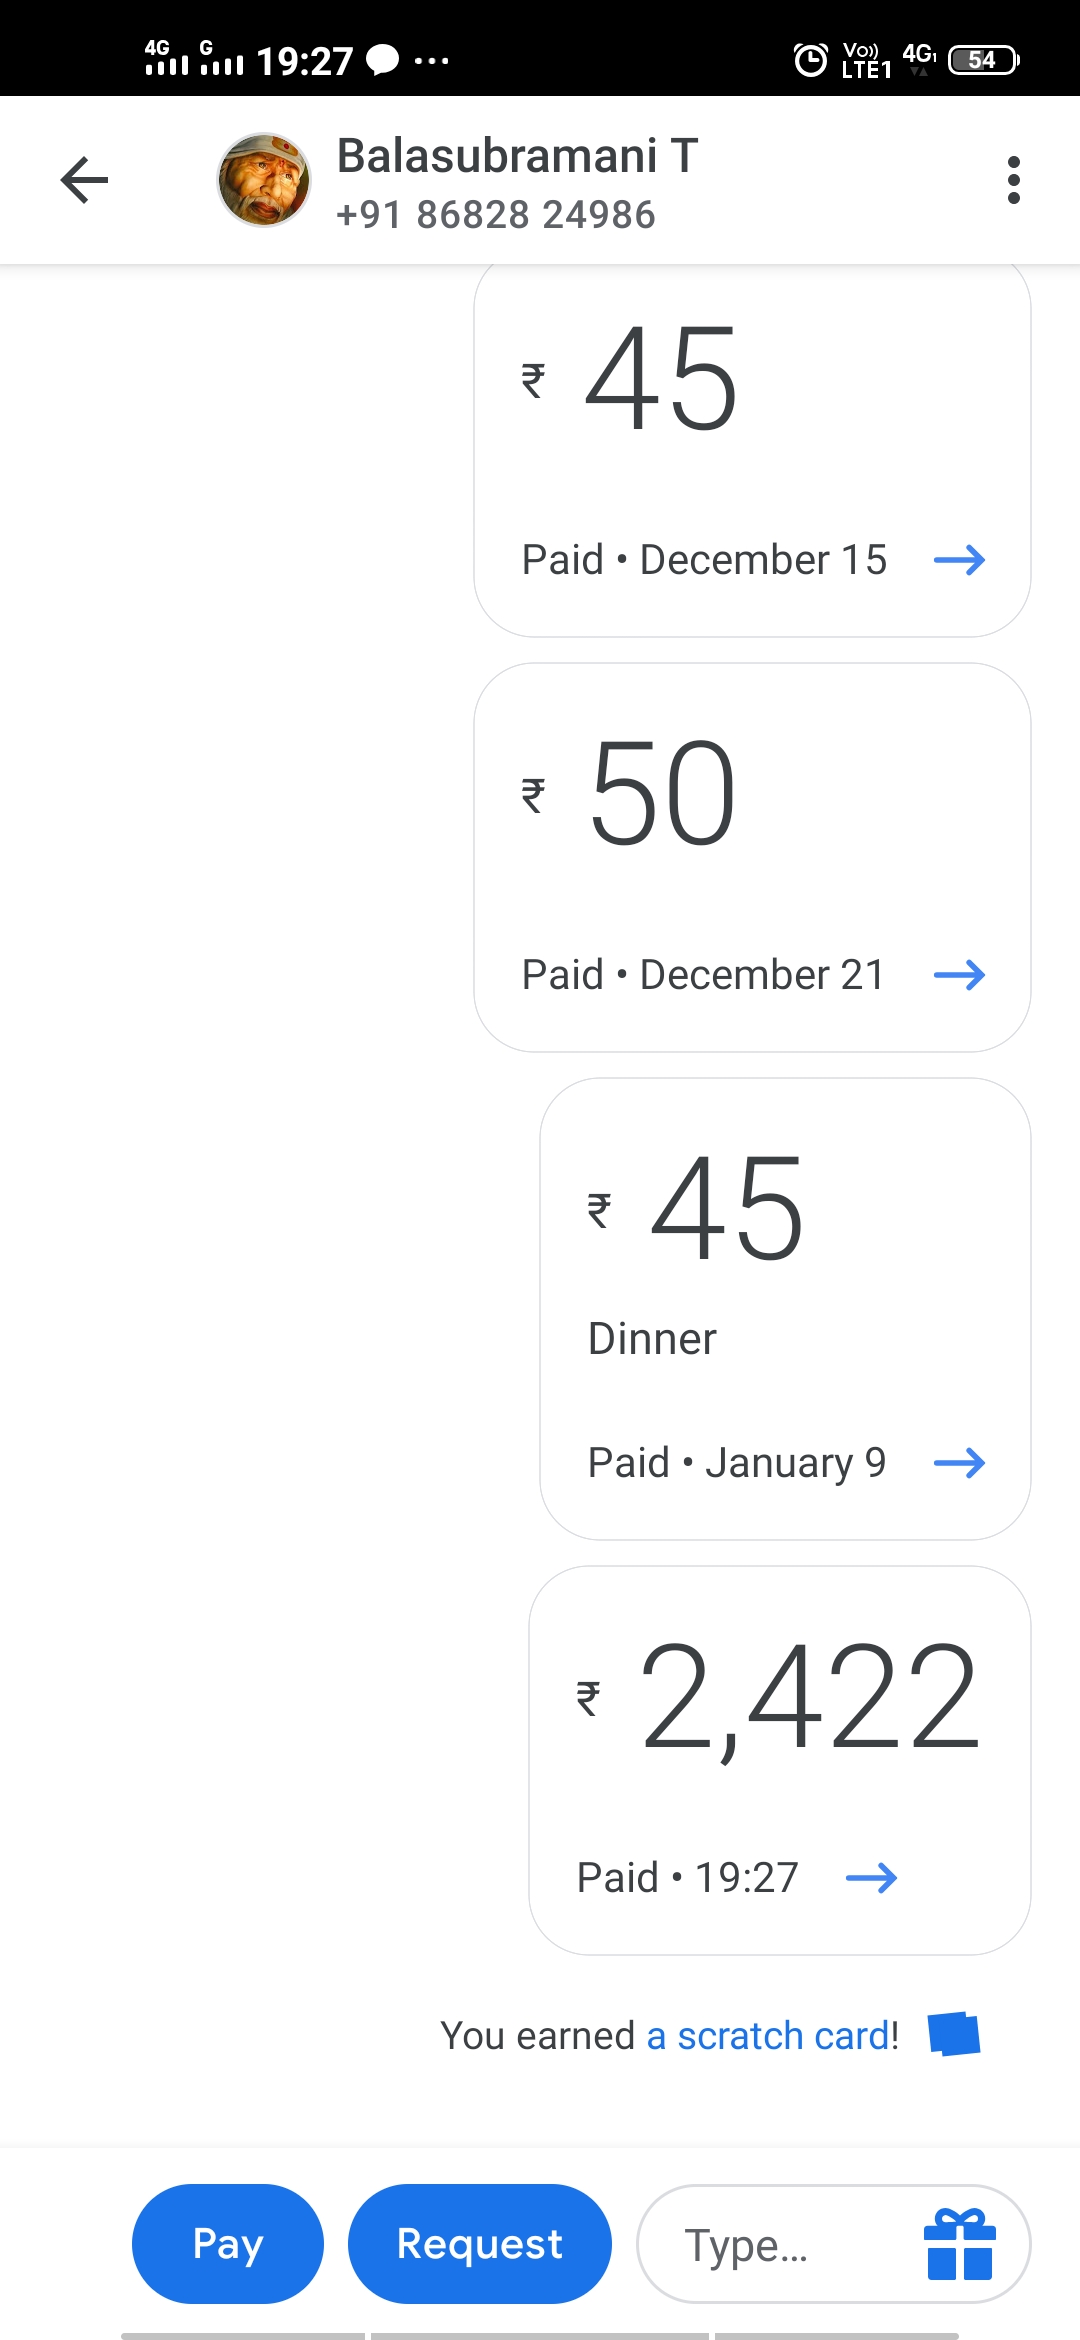 4G G 19:27 ... Vo)) LTE1 4G1 54
Balasubramani T
+91 86828 24986
₹ 45
Paid • December 15
₹ 50
Paid • December 21
₹ 45
Dinner
Paid • January 9
₹ 2,422
Paid • 19:27
You earned a scratch card!
Pay Request Type...